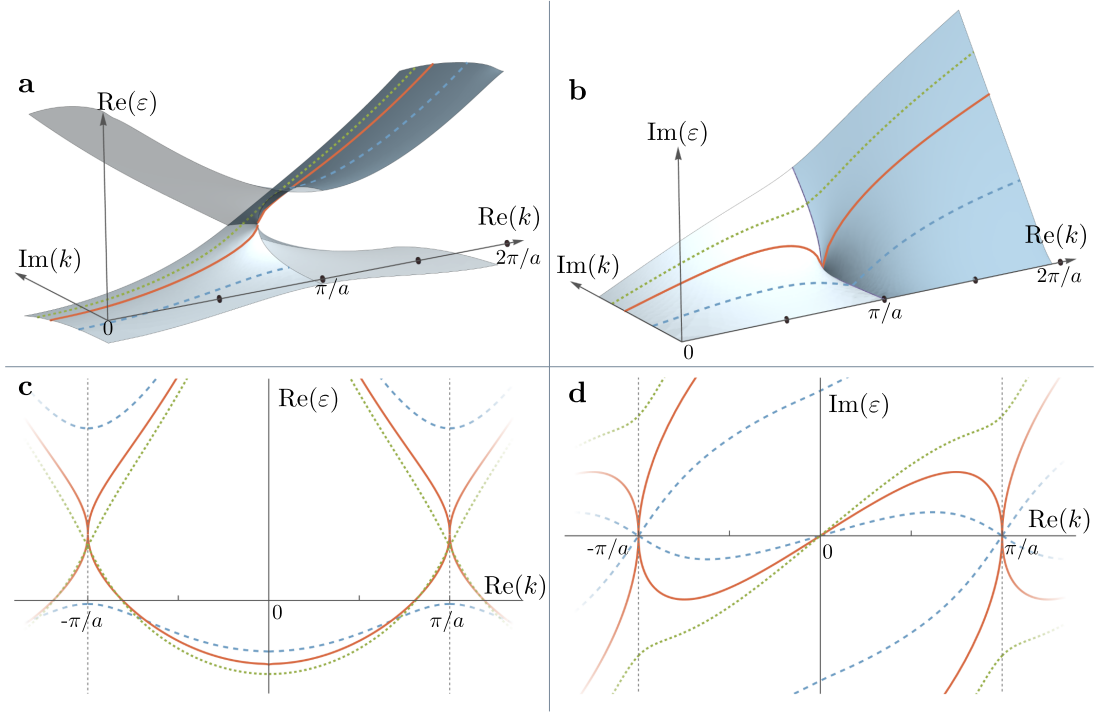 a
Re(ε)
Re(k)
2π/a
Im(k)
π/a
0
b
Im(ε)
Re(k)
2π/a
Im(k)
π/a
0
c
Re(ε)
Re(k)
-π/a
0
π/a
d
Im(ε)
Re(k)
-π/a
0
π/a